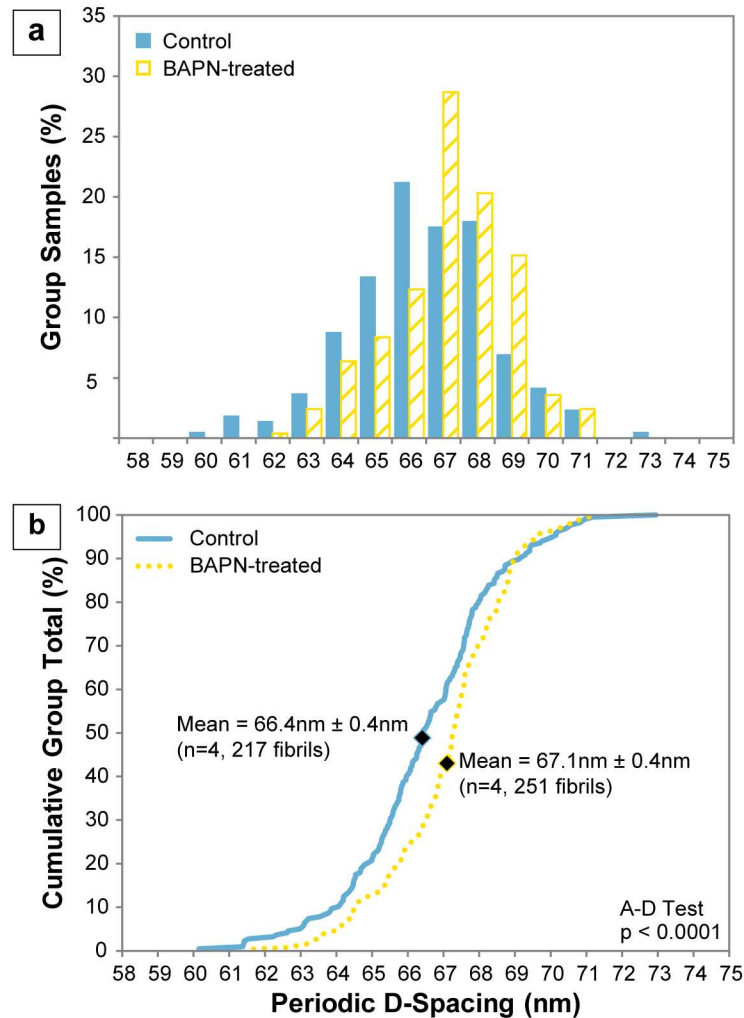 a
35
30
25
20
15
10
5
Group Samples (%)
Control
BAPN-treated
58 59 60 61 62 63 64 65 66 67 68 69 70 71 72 73 74 75
b
100
90
80
70
60
50
40
30
20
10
0
Cumulative Group Total (%)
Control
BAPN-treated
Mean = 66.4nm ± 0.4nm
(n=4, 217 fibrils)
Mean = 67.1nm ± 0.4nm
(n=4, 251 fibrils)
A-D Test
p < 0.0001
58 59 60 61 62 63 64 65 66 67 68 69 70 71 72 73 74 75
Periodic D-Spacing (nm)